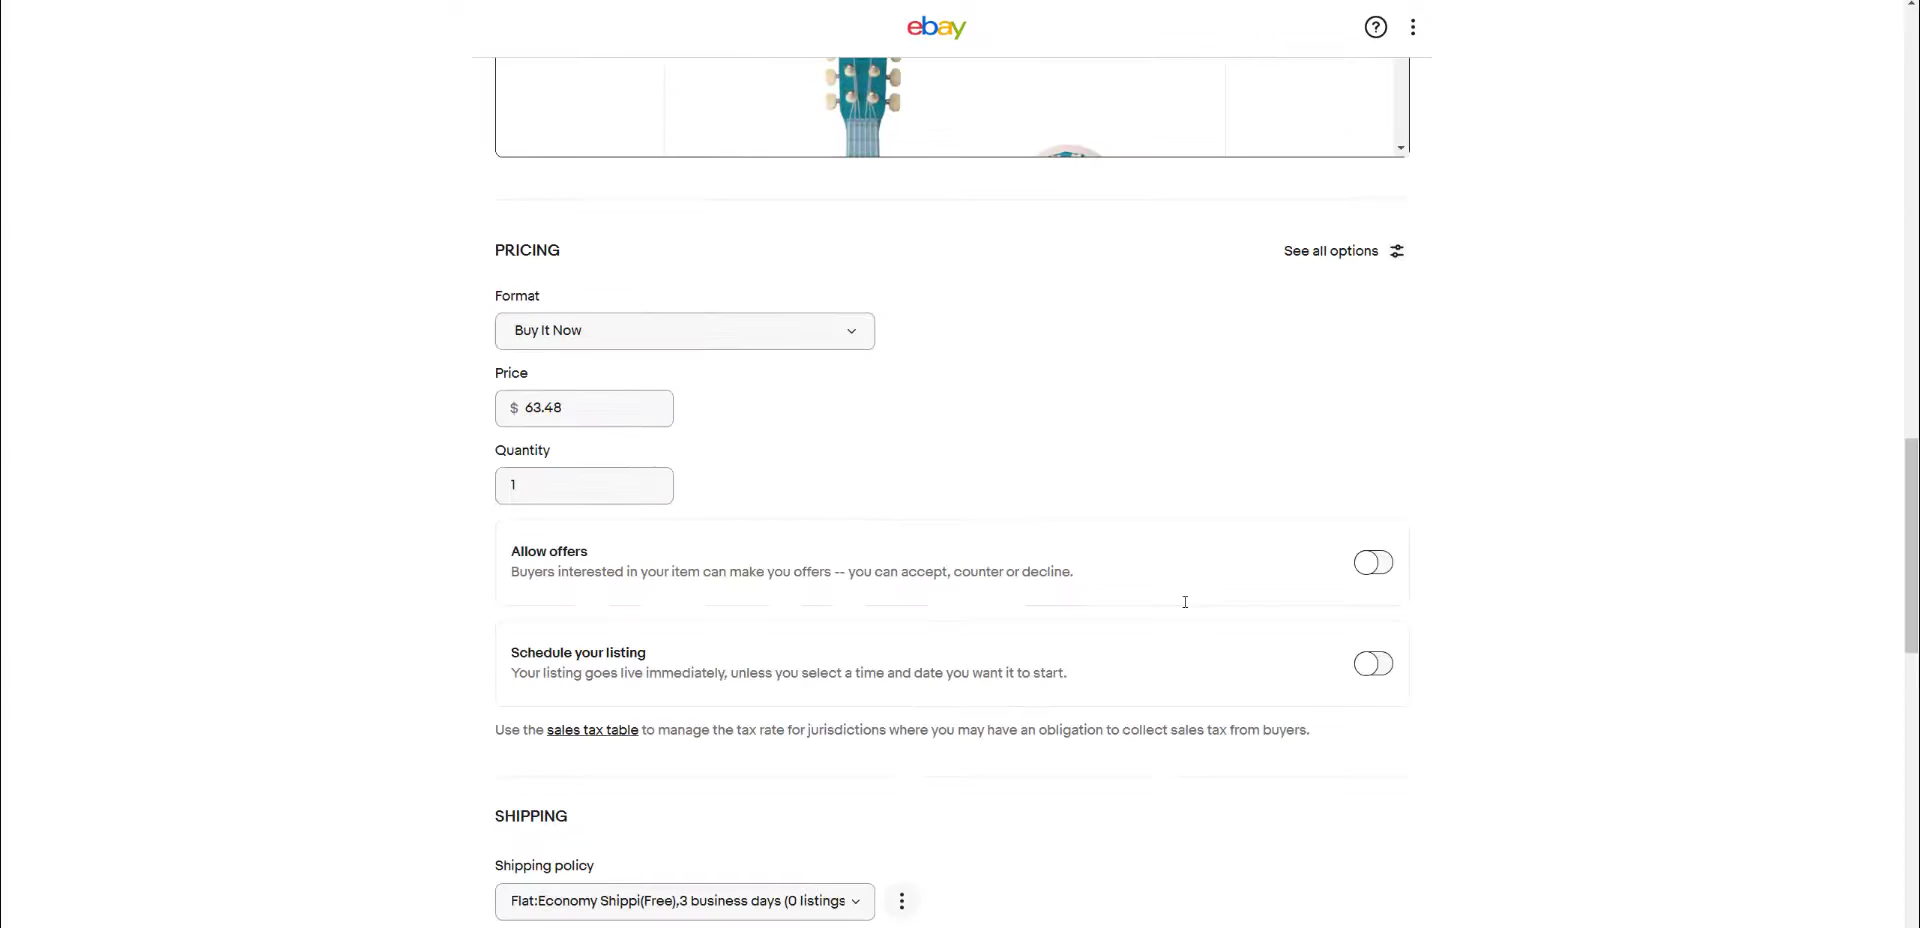 ebay
PRICING
See all options
Format
Buy It Now
Price
$ 63.48
Quantity
1
Allow offers
Buyers interested in your item can make you offers -- you can accept, counter or decline.
Schedule your listing
Your listing goes live immediately, unless you select a time and date you want it to start.
Use the sales tax table to manage the tax rate for jurisdictions where you may have an obligation to collect sales tax from buyers.
SHIPPING
Shipping policy
Flat:Economy Shippi(Free),3 business days (0 listings